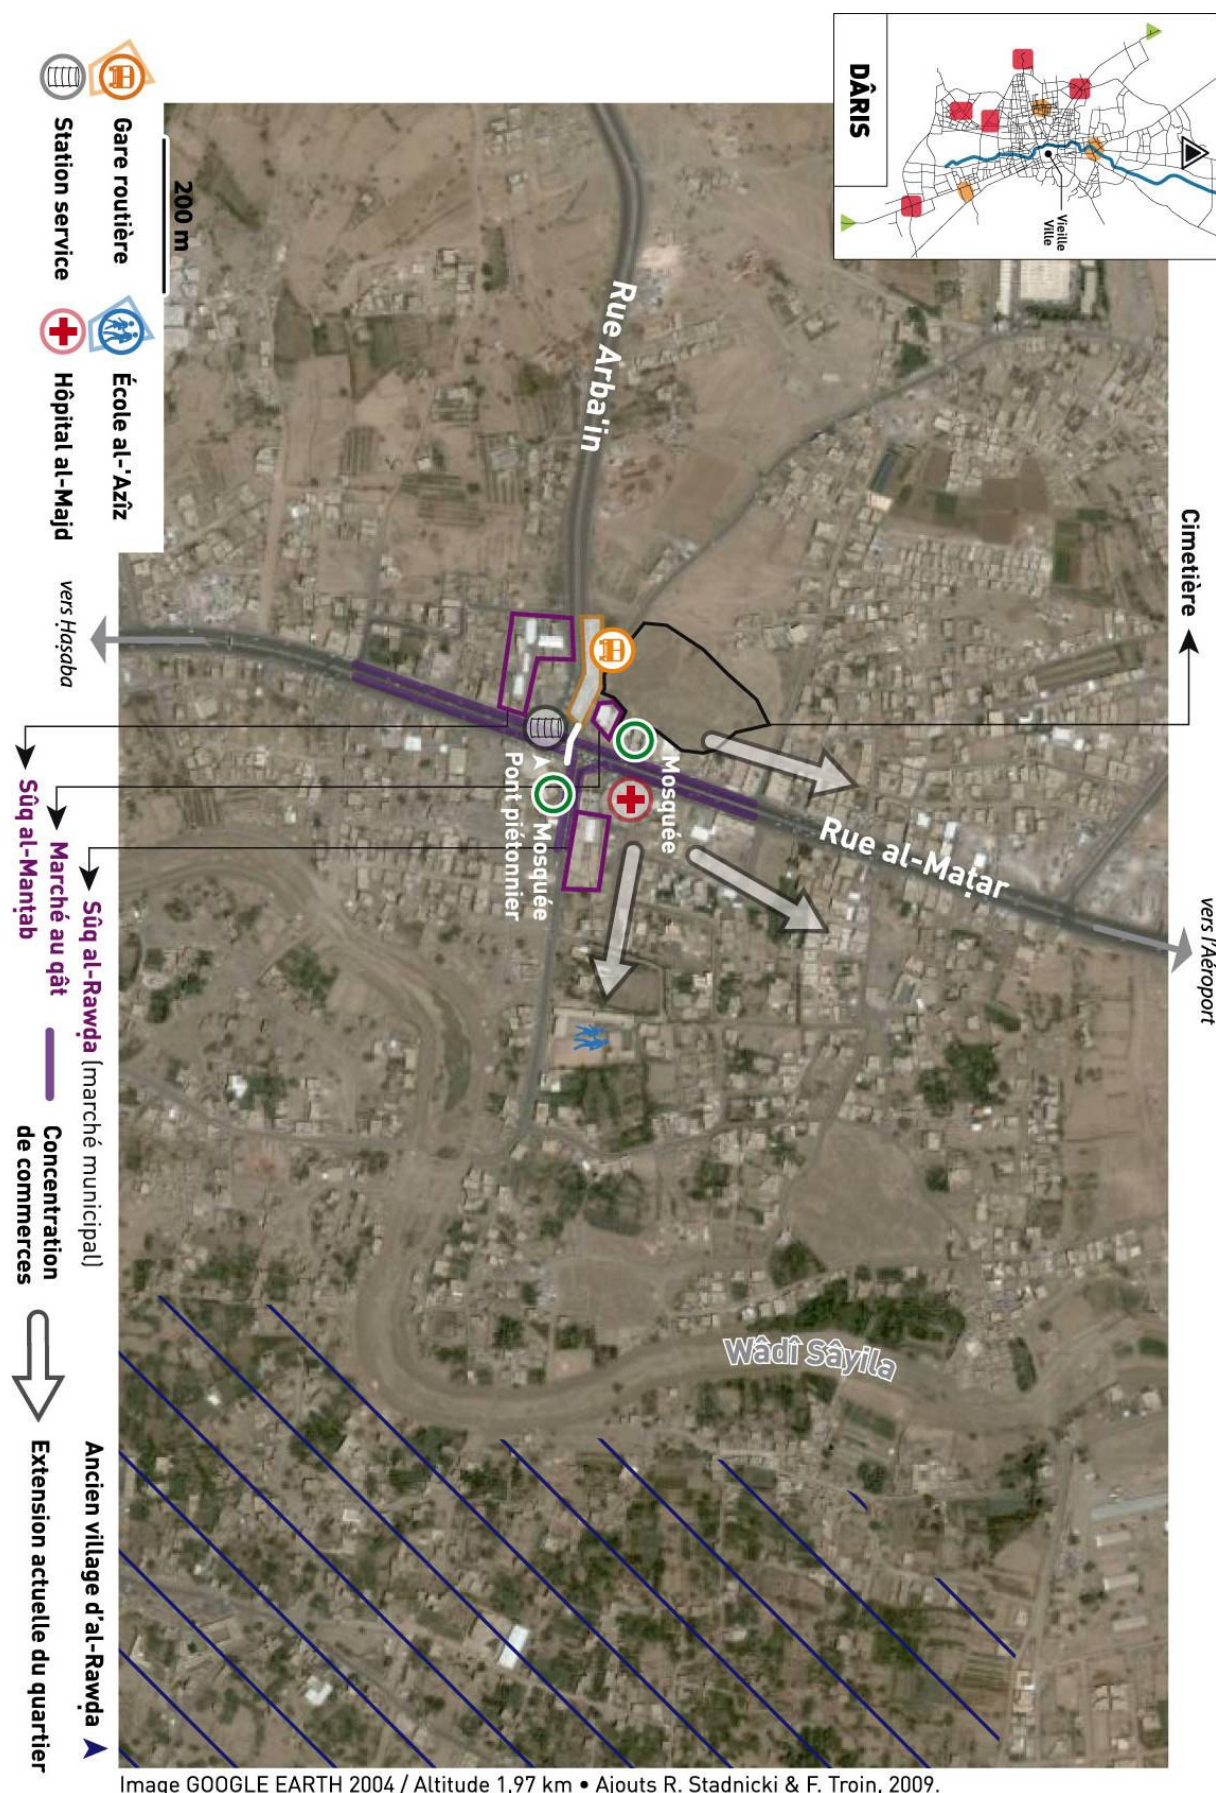 DÂRIS
Vieille
Ville
Cimetière
vers l'Aéroport
Rue Arba'in
Rue al-Maṭar
Mosquée
Mosquée
Pont piétonnier
Wâdî Sâyila
vers Ḥaṣaba
200 m
Gare routière
Station service
École al-'Azîz
Hôpital al-Majd
Sûq al-Rawḍa (marché municipal)
Marché au qât
Sûq al-Manṭab
Concentration
de commerces
Ancien village d'al-Rawḍa
Extension actuelle du quartier
Image GOOGLE EARTH 2004 / Altitude 1,97 km • Ajouts R. Stadnicki & F. Troin, 2009.